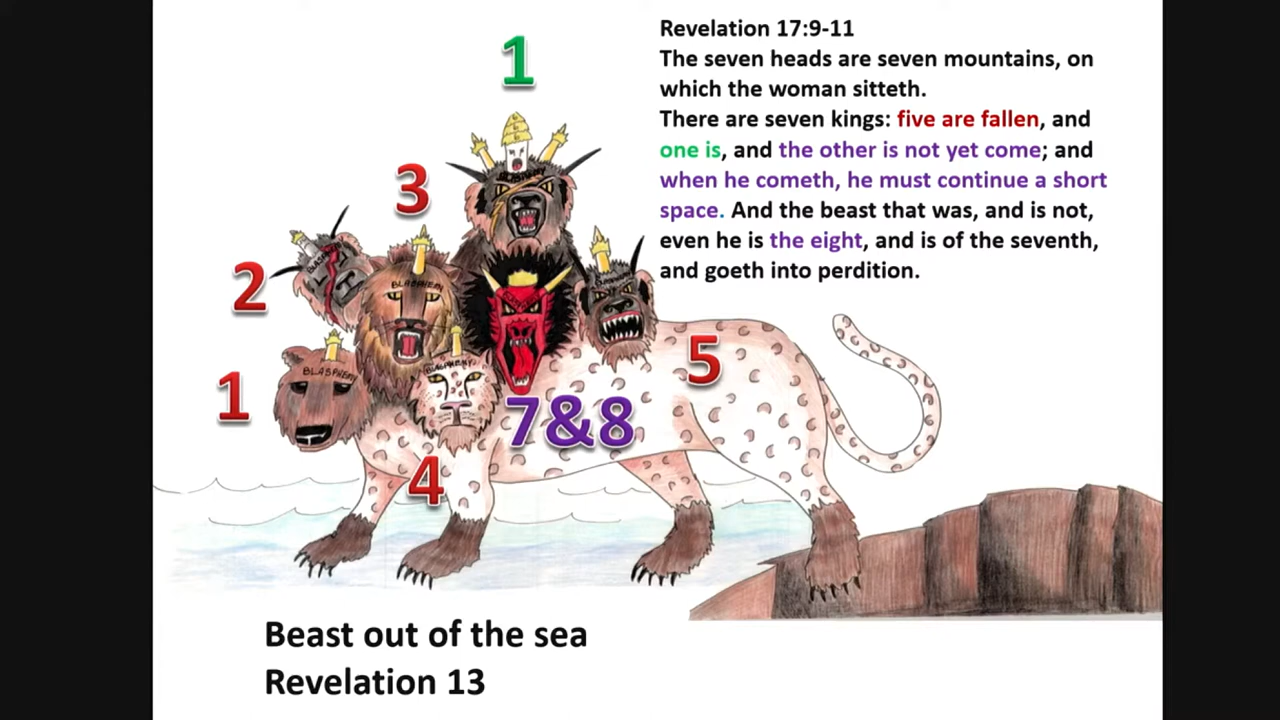 Revelation 17:9-11
The seven heads are seven mountains, on
which the woman sitteth.
There are seven kings: five are fallen, and
one is, and the other is not yet come; and
when he cometh, he must continue a short
space. And the beast that was, and is not,
even he is the eight, and is of the seventh,
and goeth into perdition.
1
3
2
1
4
5
7&8
BLASPHEMY
BLASPHEMY
BLASPHEMY
BLASPHEMY
Beast out of the sea
Revelation 13